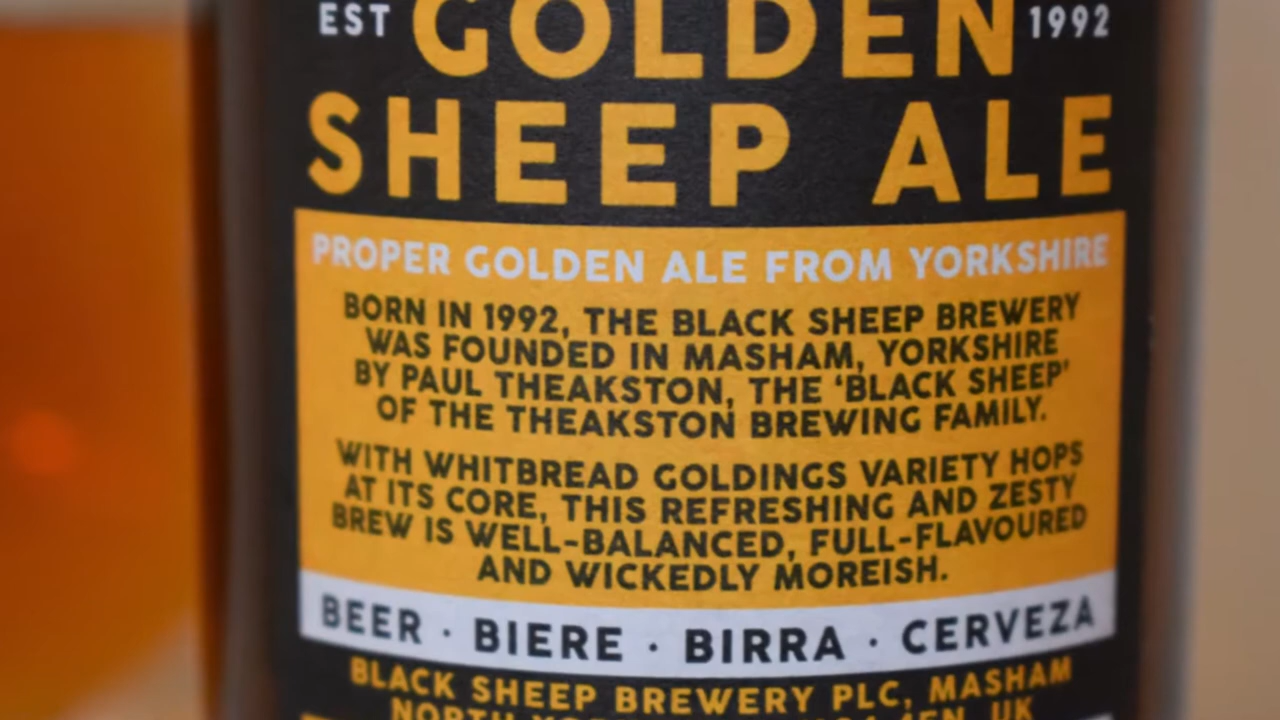 EST GOLDEN 1992
SHEEP ALE
PROPER GOLDEN ALE FROM YORKSHIRE
BORN IN 1992, THE BLACK SHEEP BREWERY
WAS FOUNDED IN MASHAM, YORKSHIRE
BY PAUL THEAKSTON, THE ‘BLACK SHEEP’
OF THE THEAKSTON BREWING FAMILY.
WITH WHITBREAD GOLDINGS VARIETY HOPS
AT ITS CORE, THIS REFRESHING AND ZESTY
BREW IS WELL-BALANCED, FULL-FLAVOURED
AND WICKEDLY MOREISH.
BEER · BIERE · BIRRA · CERVEZA
BLACK SHEEP BREWERY PLC, MASHAM
NORTH 4EN, UK